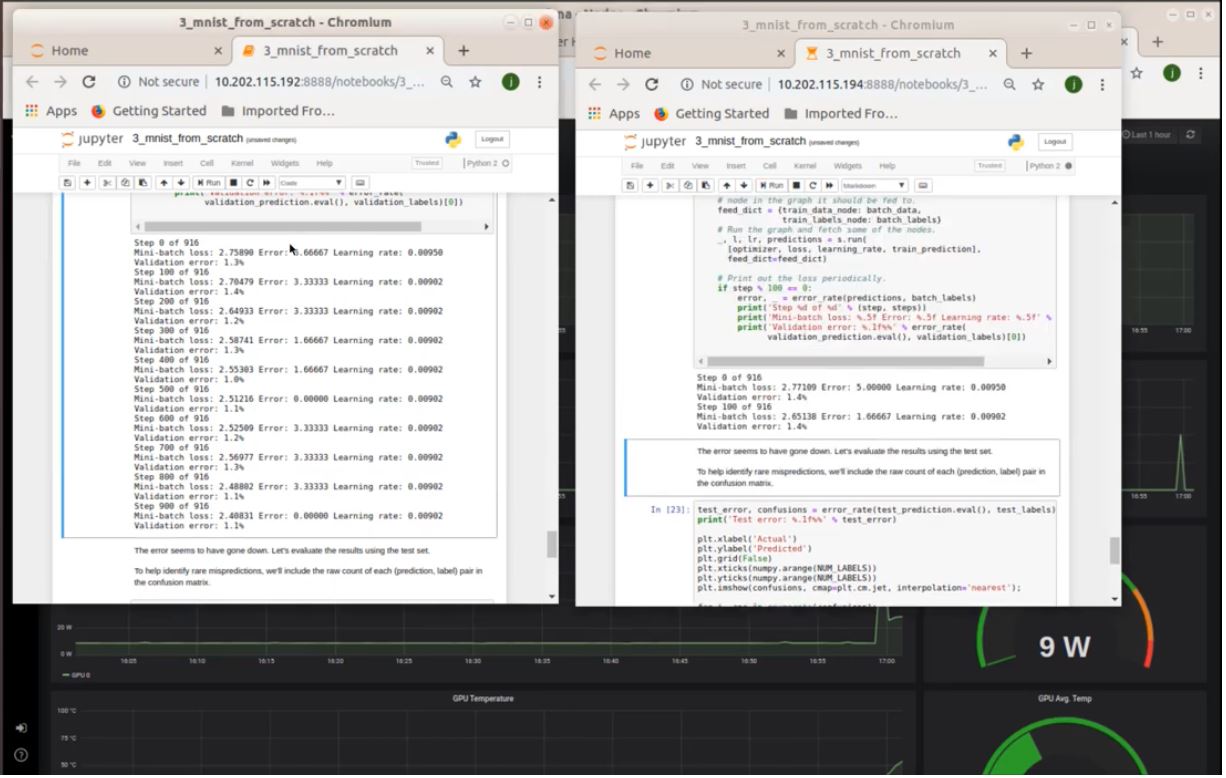 3_mnist_from_scratch - Chromium
Home
3_mnist_from_scratch
Not secure
10.202.115.192:8888/notebooks/3_...
j
Apps
Getting Started
Imported Fro...
jupyter 3_mnist_from_scratch (unsaved changes)
Logout
File Edit View Insert Cell Kernel Widgets Help
Trusted
Python 2
Run
Code
validation_prediction.eval(), validation_labels)[0])
Step 0 of 916
Mini-batch loss: 2.75890 Error: 6.66667 Learning rate: 0.00950
Validation error: 1.3%
Step 100 of 916
Mini-batch loss: 2.70479 Error: 3.33333 Learning rate: 0.00902
Validation error: 1.4%
Step 200 of 916
Mini-batch loss: 2.64933 Error: 3.33333 Learning rate: 0.00902
Validation error: 1.2%
Step 300 of 916
Mini-batch loss: 2.58741 Error: 1.66667 Learning rate: 0.00902
Validation error: 1.3%
Step 400 of 916
Mini-batch loss: 2.55303 Error: 1.66667 Learning rate: 0.00902
Validation error: 1.0%
Step 500 of 916
Mini-batch loss: 2.51216 Error: 0.00000 Learning rate: 0.00902
Validation error: 1.1%
Step 600 of 916
Mini-batch loss: 2.52509 Error: 3.33333 Learning rate: 0.00902
Validation error: 1.2%
Step 700 of 916
Mini-batch loss: 2.56977 Error: 3.33333 Learning rate: 0.00902
Validation error: 1.3%
Step 800 of 916
Mini-batch loss: 2.48802 Error: 3.33333 Learning rate: 0.00902
Validation error: 1.1%
Step 900 of 916
Mini-batch loss: 2.40831 Error: 0.00000 Learning rate: 0.00902
Validation error: 1.1%
The error seems to have gone down. Let's evaluate the results using the test set.
To help identify rare mispredictions, we'll include the raw count of each (prediction, label) pair in
the confusion matrix.
3_mnist_from_scratch - Chromium
Home
3_mnist_from_scratch
Not secure
10.202.115.194:8888/notebooks/3_...
j
Apps
Getting Started
Imported Fro...
jupyter 3_mnist_from_scratch (unsaved changes)
Logout
File Edit View Insert Cell Kernel Widgets Help
Trusted
Python 2
Run
Markdown
# node in the graph it should be fed to.
feed_dict = {train_data_node: batch_data,
train_labels_node: batch_labels}
# Run the graph and fetch some of the nodes.
_, l, lr, predictions = s.run(
[optimizer, loss, learning_rate, train_prediction],
feed_dict=feed_dict)
# Print out the loss periodically.
if step % 100 == 0:
error, _ = error_rate(predictions, batch_labels)
print('Step %d of %d' % (step, steps))
print('Mini-batch loss: %.5f Error: %.5f Learning rate: %.5f' %
print('Validation error: %.1f%%' % error_rate(
validation_prediction.eval(), validation_labels)[0])
Step 0 of 916
Mini-batch loss: 2.77109 Error: 5.00000 Learning rate: 0.00950
Validation error: 1.4%
Step 100 of 916
Mini-batch loss: 2.65138 Error: 1.66667 Learning rate: 0.00902
Validation error: 1.4%
The error seems to have gone down. Let's evaluate the results using the test set.
To help identify rare mispredictions, we'll include the raw count of each (prediction, label) pair in
the confusion matrix.
In [23]:
test_error, confusions = error_rate(test_prediction.eval(), test_labels)
print('Test error: %.1f%%' % test_error)
plt.xlabel('Actual')
plt.ylabel('Predicted')
plt.grid(False)
plt.xticks(numpy.arange(NUM_LABELS))
plt.yticks(numpy.arange(NUM_LABELS))
plt.imshow(confusions, cmap=plt.cm.jet, interpolation='nearest');
j
Last 1 hour
16:55 17:00
16:55 17:00
20 W
0 W
16:05 16:10 16:15 16:20 16:25 16:30 16:35 16:40 16:45 16:50 16:55 17:00
GPU 0
9 W
GPU Temperature
100 °C
75 °C
50 °C
GPU Avg. Temp